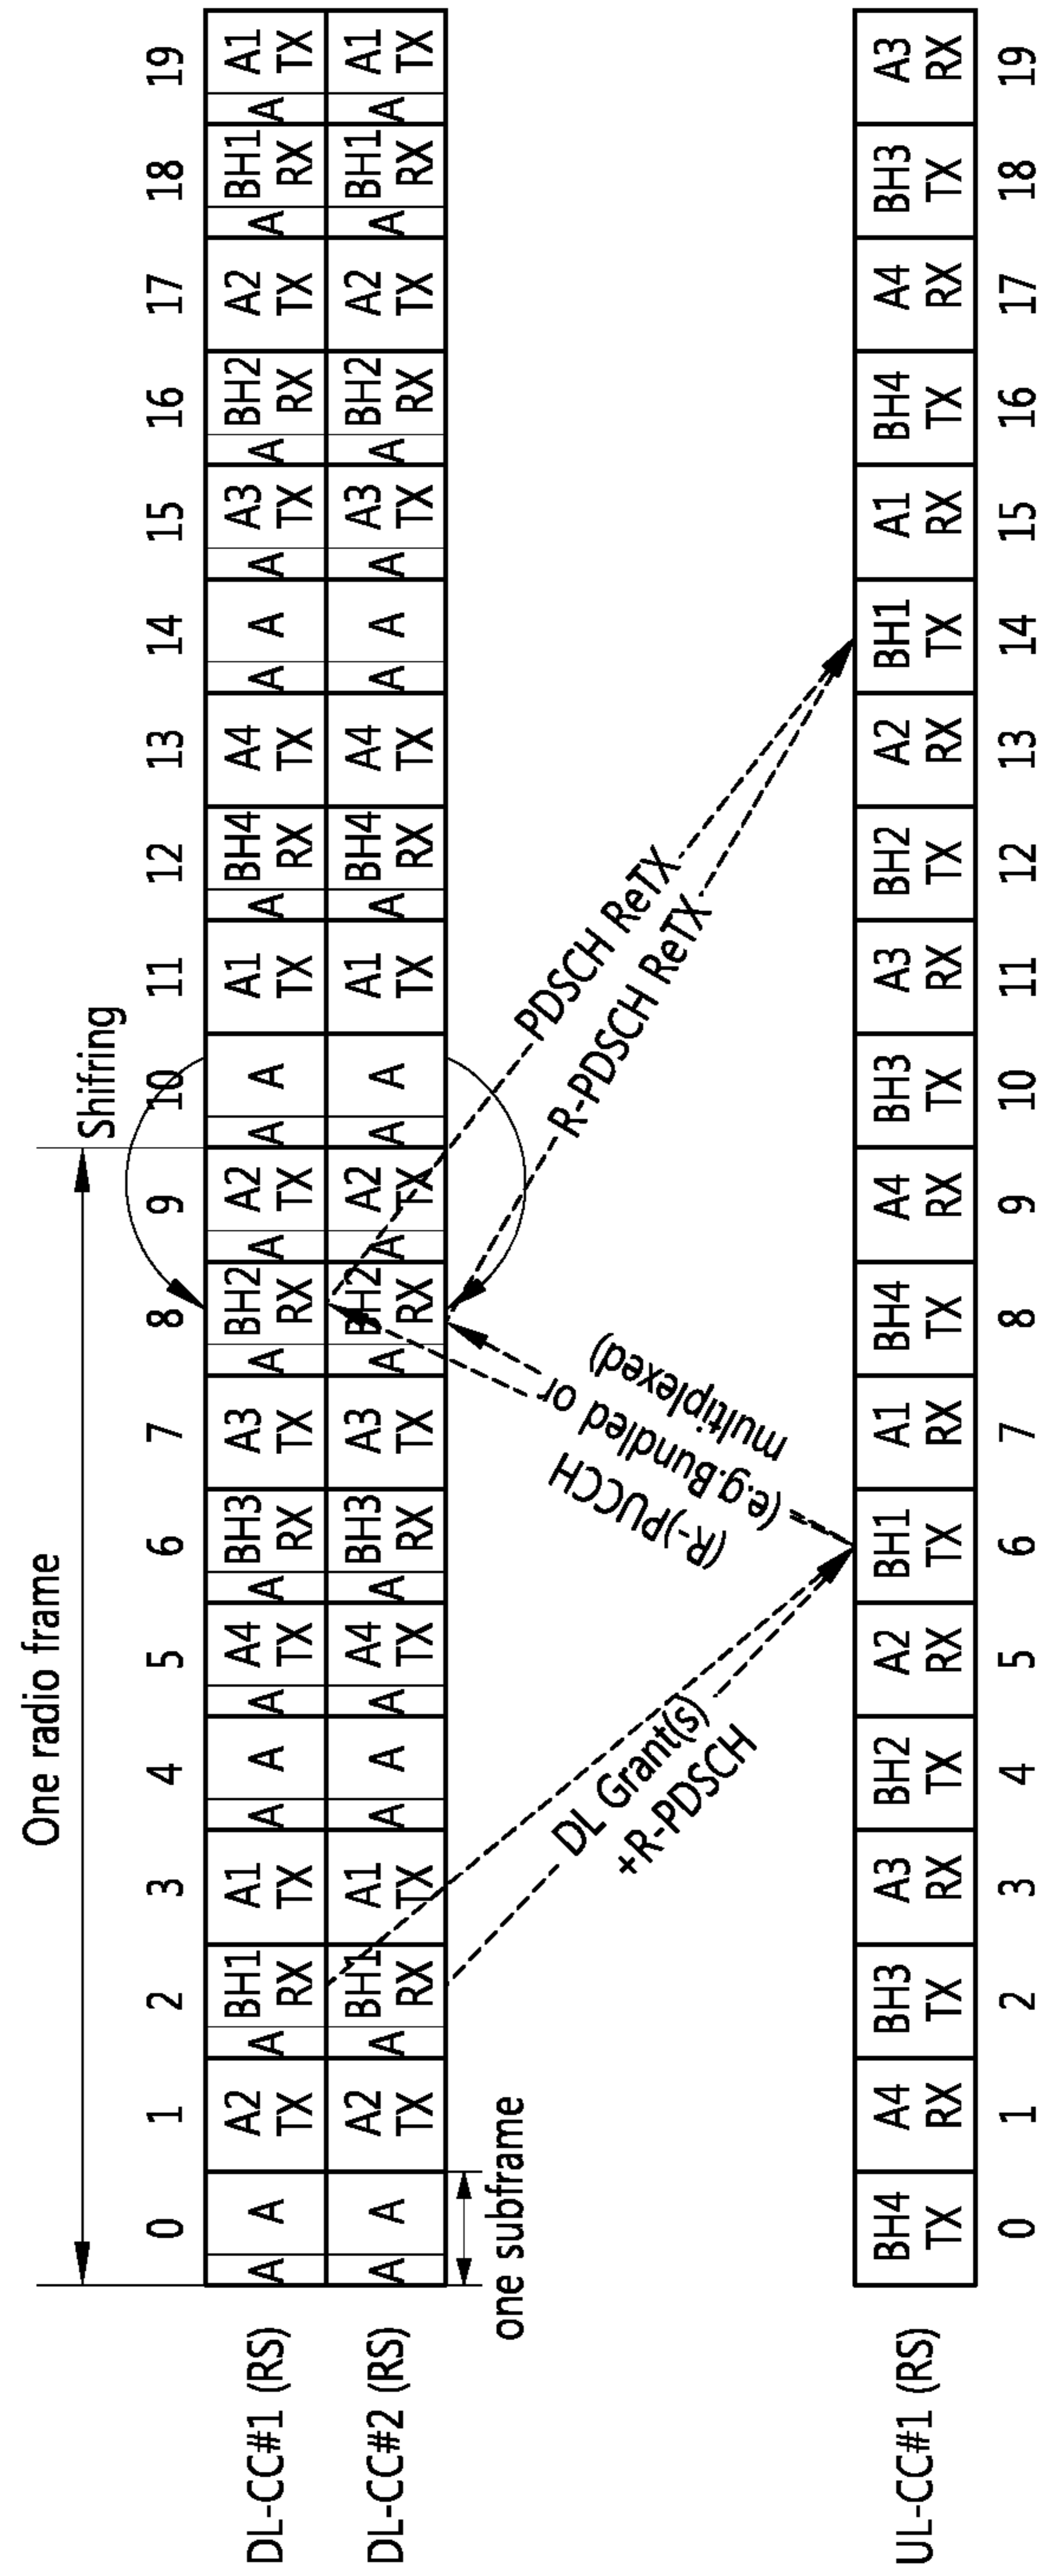 One radio frame
Shifring
0 1 2 3 4 5 6 7 8 9 10 11 12 13 14 15 16 17 18 19
DL-CC#1 (RS)
A A
A2 TX
A BH1 RX
A1 TX
A A
A A4 TX
A BH3 RX
A3 TX
A BH2 RX
A A2 TX
A A
A1 TX
A BH4 RX
A4 TX
A A
A A3 TX
A BH2 RX
A2 TX
A BH1 RX
A A1 TX
DL-CC#2 (RS)
A A
A2 TX
A BH1 RX
A1 TX
A A
A A4 TX
A BH3 RX
A3 TX
A BH2 RX
A A2 TX
A A
A1 TX
A BH4 RX
A4 TX
A A
A A3 TX
A BH2 RX
A2 TX
A BH1 RX
A A1 TX
one subframe
DL Grant(s)
+R-PDSCH
(R-)PUCCH
(e.g.Bundled or
multiplexed)
PDSCH ReTX
R-PDSCH ReTX
UL-CC#1 (RS)
BH4 TX
A4 RX
BH3 TX
A3 RX
BH2 TX
A2 RX
BH1 TX
A1 RX
BH4 TX
A4 RX
BH3 TX
A3 RX
BH2 TX
A2 RX
BH1 TX
A1 RX
BH4 TX
A4 RX
BH3 TX
A3 RX
0 1 2 3 4 5 6 7 8 9 10 11 12 13 14 15 16 17 18 19